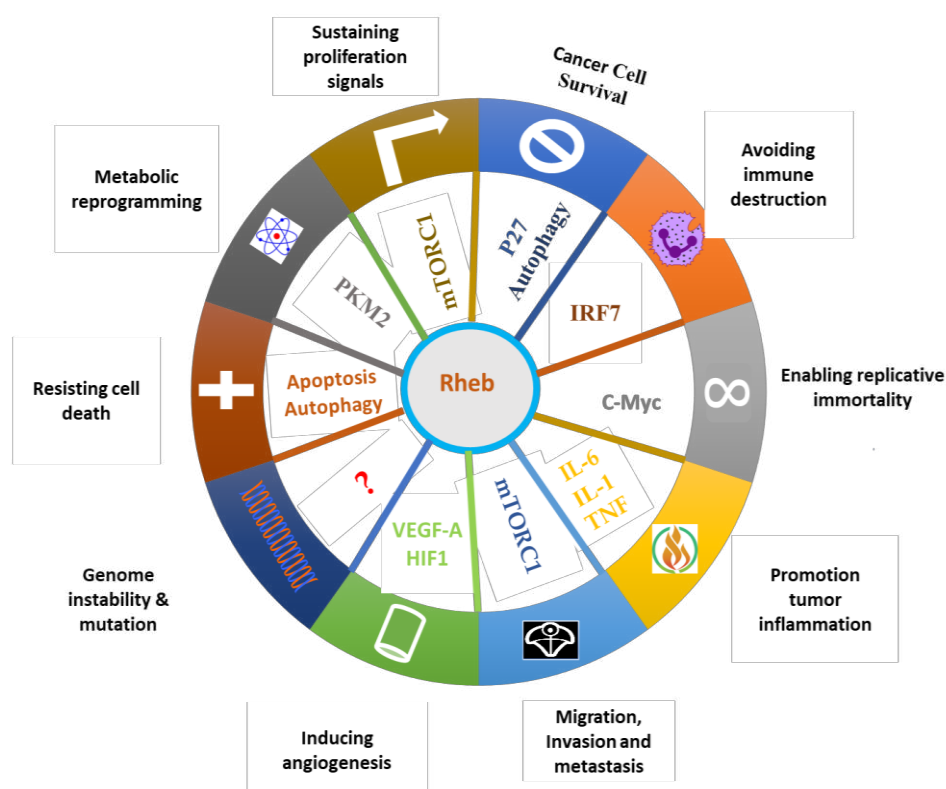 Sustaining
proliferation
signals
Cancer Cell
Survival
Avoiding
immune
destruction
Metabolic
reprogramming
mTORC1
P27
Autophagy
PKM2
IRF7
Resisting cell
death
Apoptosis
Autophagy
Rheb
C-Myc
∞
Enabling replicative
immortality
?
IL-6
IL-1
TNF
VEGF-A
HIF1
mTORC1
Genome
instability &
mutation
Promotion
tumor
inflammation
Inducing
angiogenesis
Migration,
Invasion and
metastasis